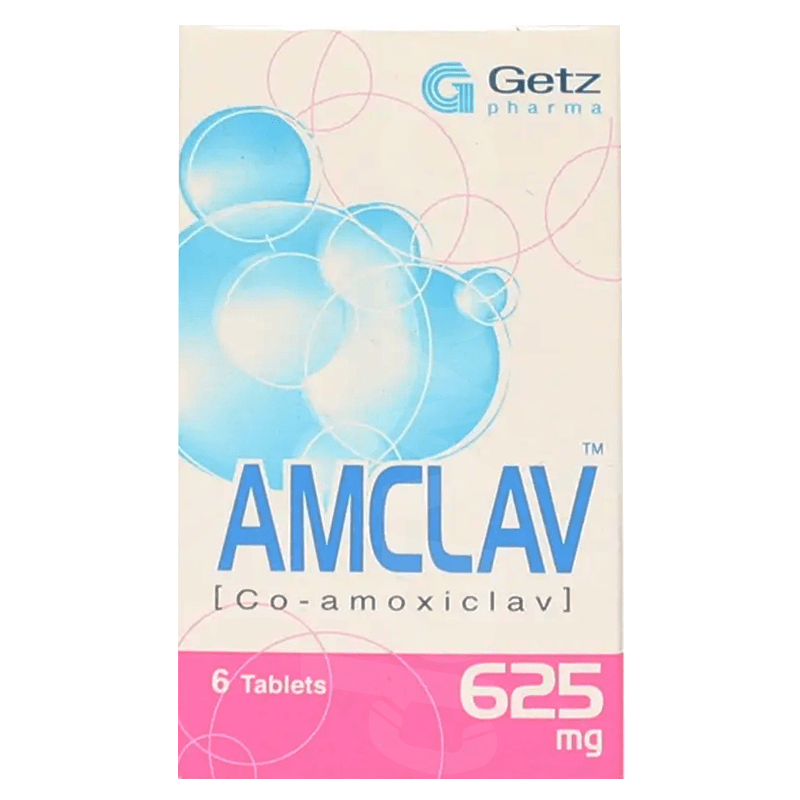 Getz
pharma
AMCLAV™
[Co-amoxiclav]
6 Tablets
625
mg